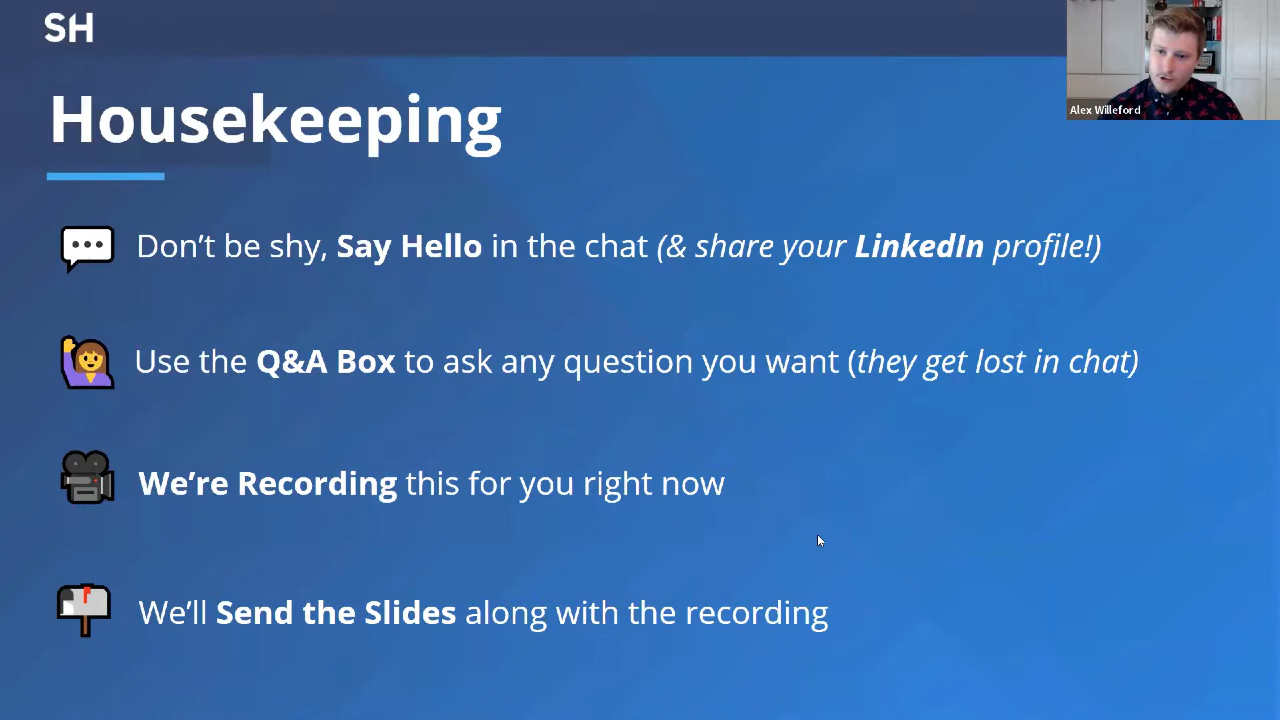 SH
Alex Willeford
Housekeeping
Don’t be shy, Say Hello in the chat (& share your LinkedIn profile!)
Use the Q&A Box to ask any question you want (they get lost in chat)
We’re Recording this for you right now
We’ll Send the Slides along with the recording